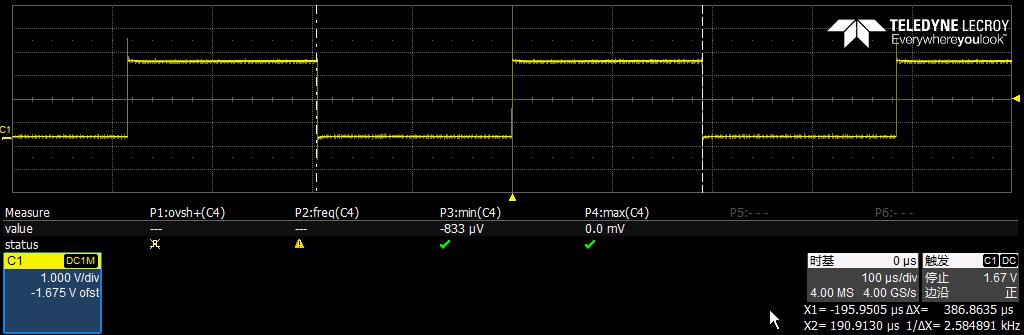 TELEDYNE LECROY
Everywhereyoulook™
C1
Measure P1:ovsh+(C4) P2:freq(C4) P3:min(C4) P4:max(C4) P5:- - - P6:- - -
value --- --- -833 µV 0.0 mV
status
C1 DC1M
1.000 V/div
-1.675 V ofst
时基 0 µs
100 µs/div
4.00 MS 4.00 GS/s
触发 C1 DC
停止 1.67 V
边沿 正
X1= -195.9505 µs ΔX= 386.8635 µs
X2= 190.9130 µs 1/ΔX= 2.584891 kHz